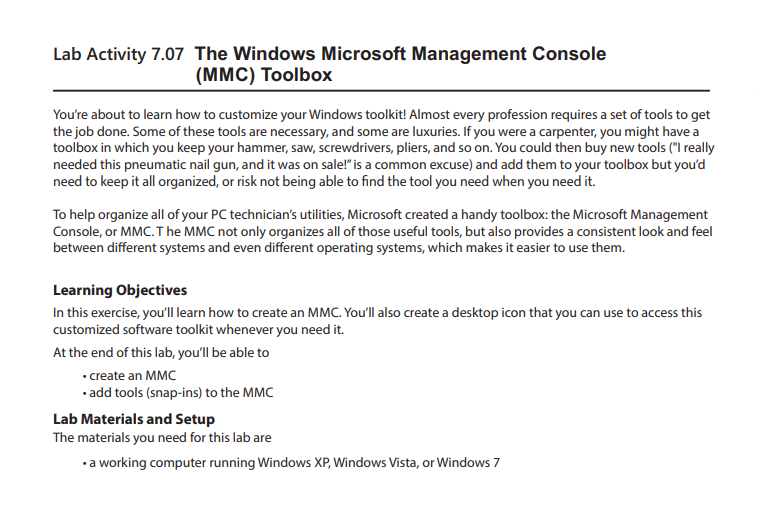 Lab Activity 7.07 The Windows Microsoft Management Console
(MMC) Toolbox
You're about to learn how to customize your Windows toolkit! Almost every profession requires a set of tools to get
the job done. Some of these tools are necessary, and some are luxuries. If you were a carpenter, you might have a
toolbox in which you keep your hammer, saw, screwdrivers, pliers, and so on. You could then buy new tools ("I really
needed this pneumatic nail gun, and it was on sale!" is a common excuse) and add them to your toolbox but you'd
need to keep it all organized, or risk not being able to find the tool you need when you need it.
To help organize all of your PC technician's utilities, Microsoft created a handy toolbox: the Microsoft Management
Console, or MMC. T he MMC not only organizes all of those useful tools, but also provides a consistent look and feel
between different systems and even different operating systems, which makes it easier to use them.
Learning Objectives
In this exercise, you'll learn how to create an MMC. You'll also create a desktop icon that you can use to access this
customized software toolkit whenever you need it.
At the end of this lab, you'll be able to
• create an MMC
• add tools (snap-ins) to the MMC
Lab Materials and Setup
The materials you need for this lab are
• a working computer running Windows XP, Windows Vista, or Windows 7